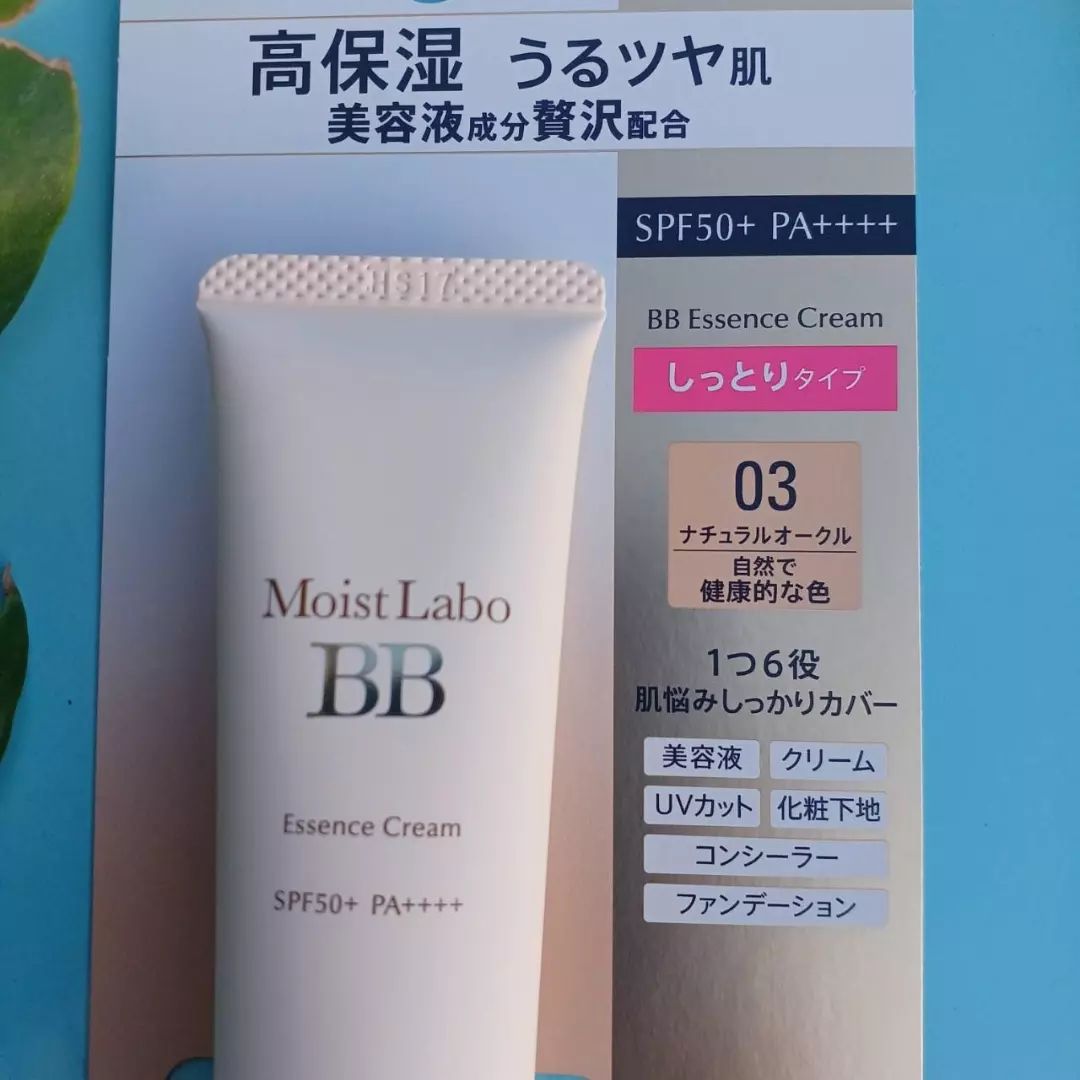 高保湿 うるツヤ肌
美容液成分贅沢配合
SPF50+ PA++++
BB Essence Cream
しっとりタイプ
03
ナチュラルオークル
自然で
健康的な色
1つ6役
肌悩みしっかりカバー
美容液 クリーム
UVカット 化粧下地
コンシーラー
ファンデーション
HS17
Moist Labo
BB
Essence Cream
SPF50+ PA++++